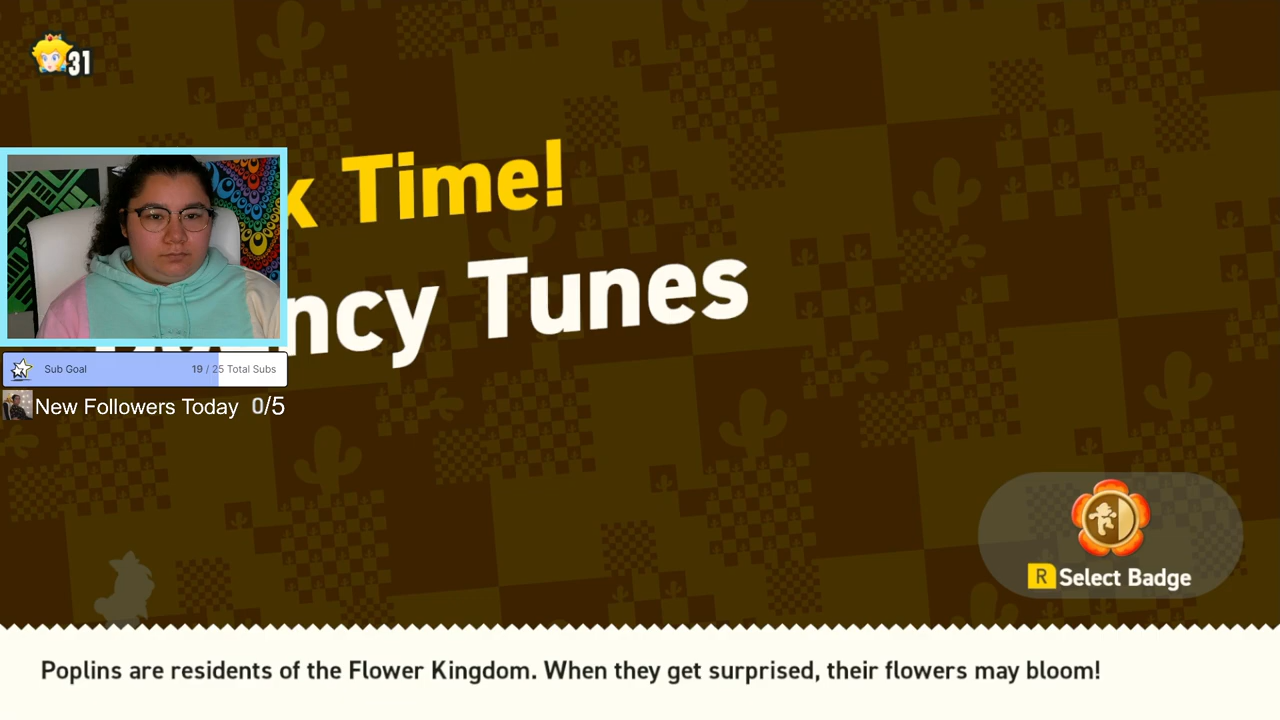 31
k Time!
ncy Tunes
Sub Goal 19 / 25 Total Subs
New Followers Today 0/5
R Select Badge
Poplins are residents of the Flower Kingdom. When they get surprised, their flowers may bloom!